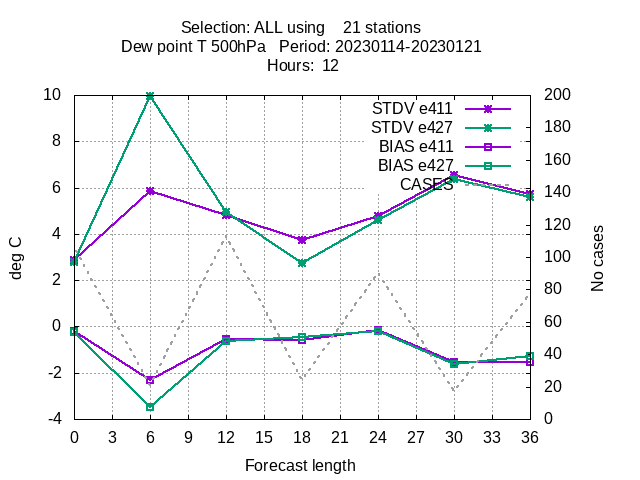 Selection: ALL using    21 stations
Dew point T 500hPa   Period: 20230114-20230121
Hours:  12
10
8
6
4
2
0
-2
-4
deg C
STDV e411
STDV e427
BIAS e411
BIAS e427
CASES
200
180
160
140
120
100
80
60
40
20
0
No cases
0 3 6 9 12 15 18 21 24 27 30 33 36
Forecast length